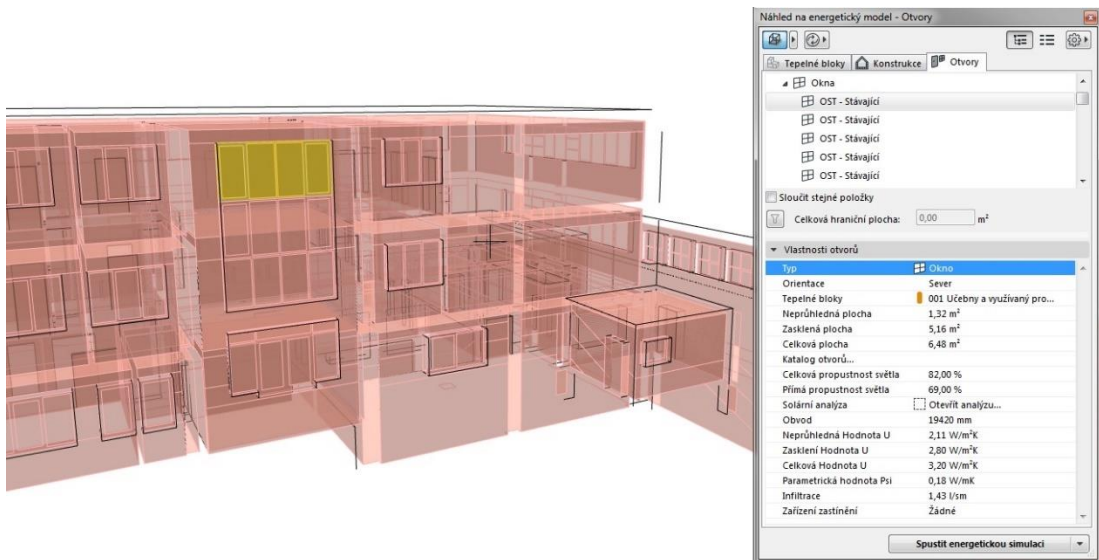 Náhled na energetický model - Otvory
Tepelné bloky Konstrukce Otvory
Okna
OST - Stávající
OST - Stávající
OST - Stávající
OST - Stávající
OST - Stávající
Sloučit stejné položky
Celková hraniční plocha: 0,00 m²
Vlastnosti otvorů
Typ Okno
Orientace Sever
Tepelné bloky 001 Učebny a využívaný pro...
Neprůhledná plocha 1,32 m²
Zasklená plocha 5,16 m²
Celková plocha 6,48 m²
Katalog otvorů...
Celková propustnost světla 82,00 %
Přímá propustnost světla 69,00 %
Solární analýza Otevřít analýzu...
Obvod 19420 mm
Neprůhledná Hodnota U 2,11 W/m²K
Zasklení Hodnota U 2,80 W/m²K
Celková Hodnota U 3,20 W/m²K
Parametrická hodnota Psi 0,18 W/mK
Infiltrace 1,43 l/sm
Zařízení zastínění Žádné
Spustit energetickou simulaci